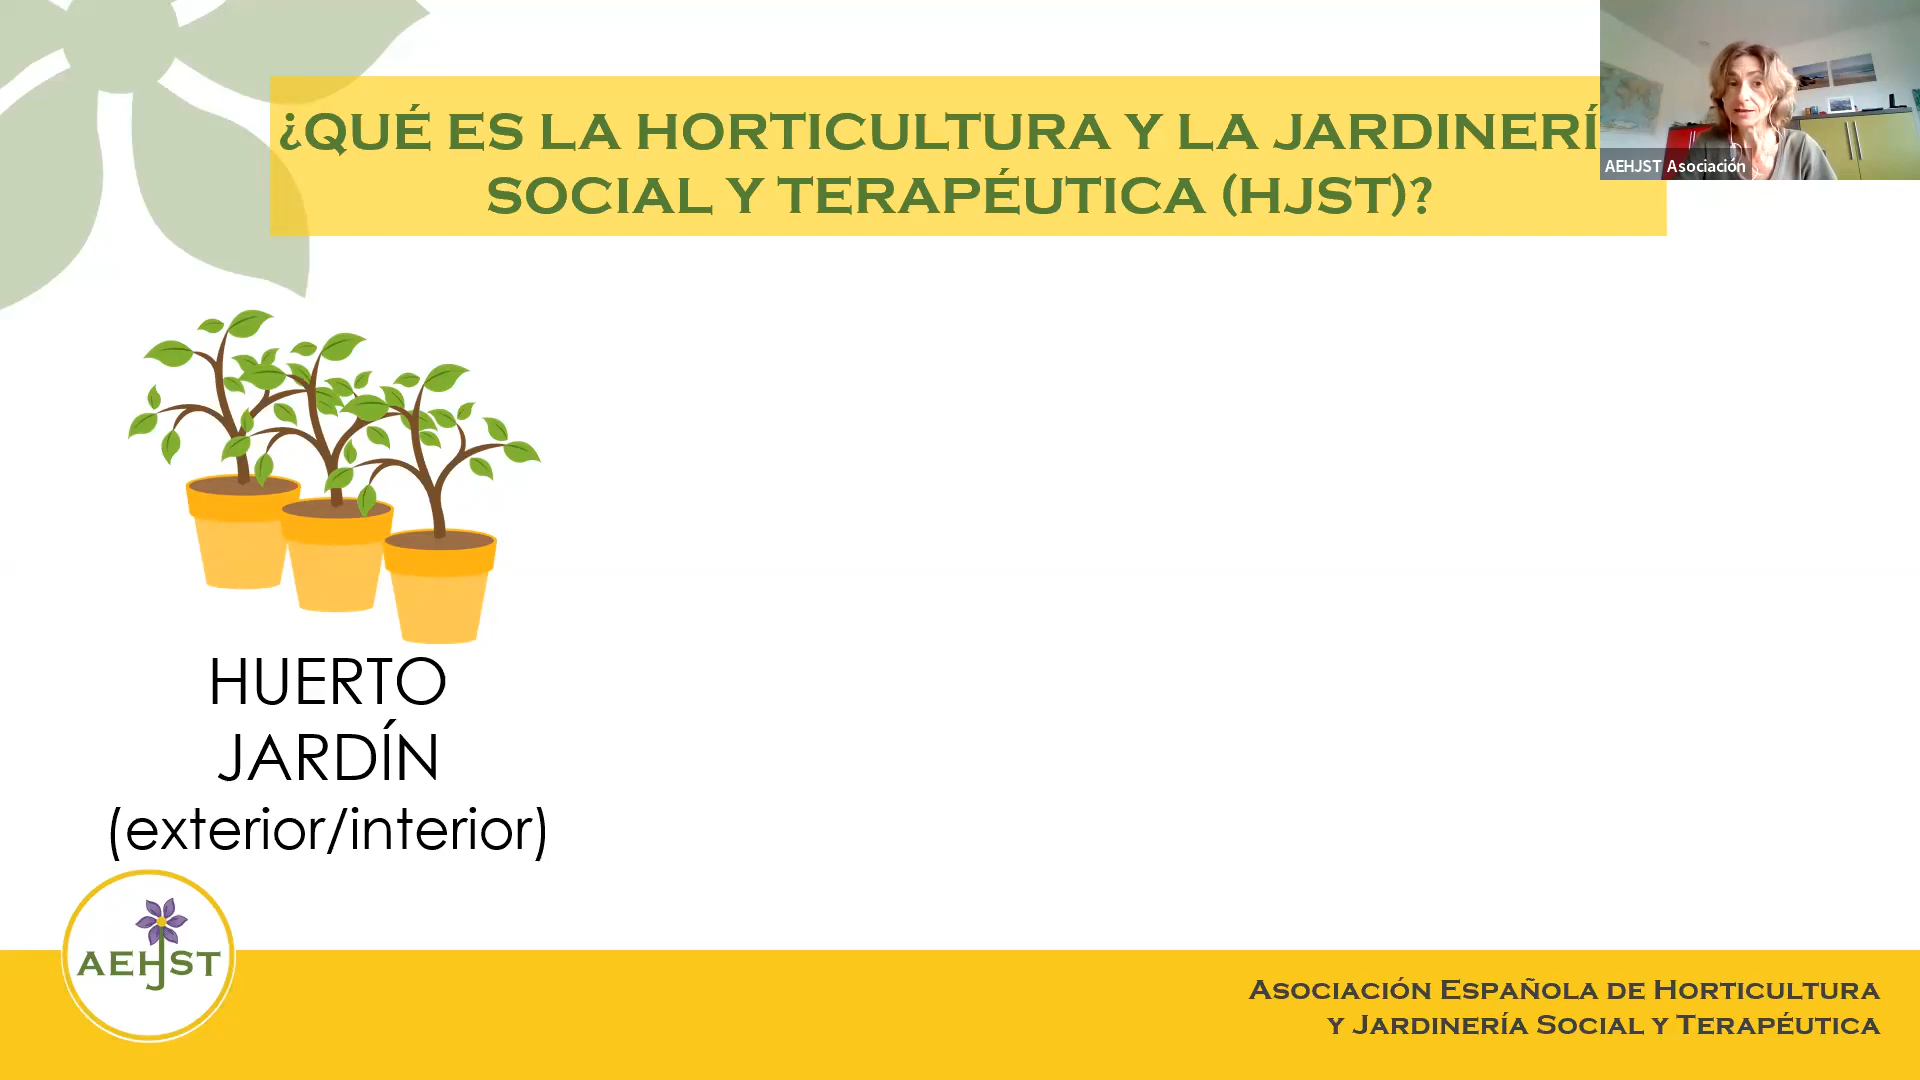 ¿QUÉ ES LA HORTICULTURA Y LA JARDINERÍ
SOCIAL Y TERAPÉUTICA (HJST)?
AEHJST Asociación
HUERTO
JARDÍN
(exterior/interior)
AEHJST
ASOCIACIÓN ESPAÑOLA DE HORTICULTURA
Y JARDINERÍA SOCIAL Y TERAPÉUTICA